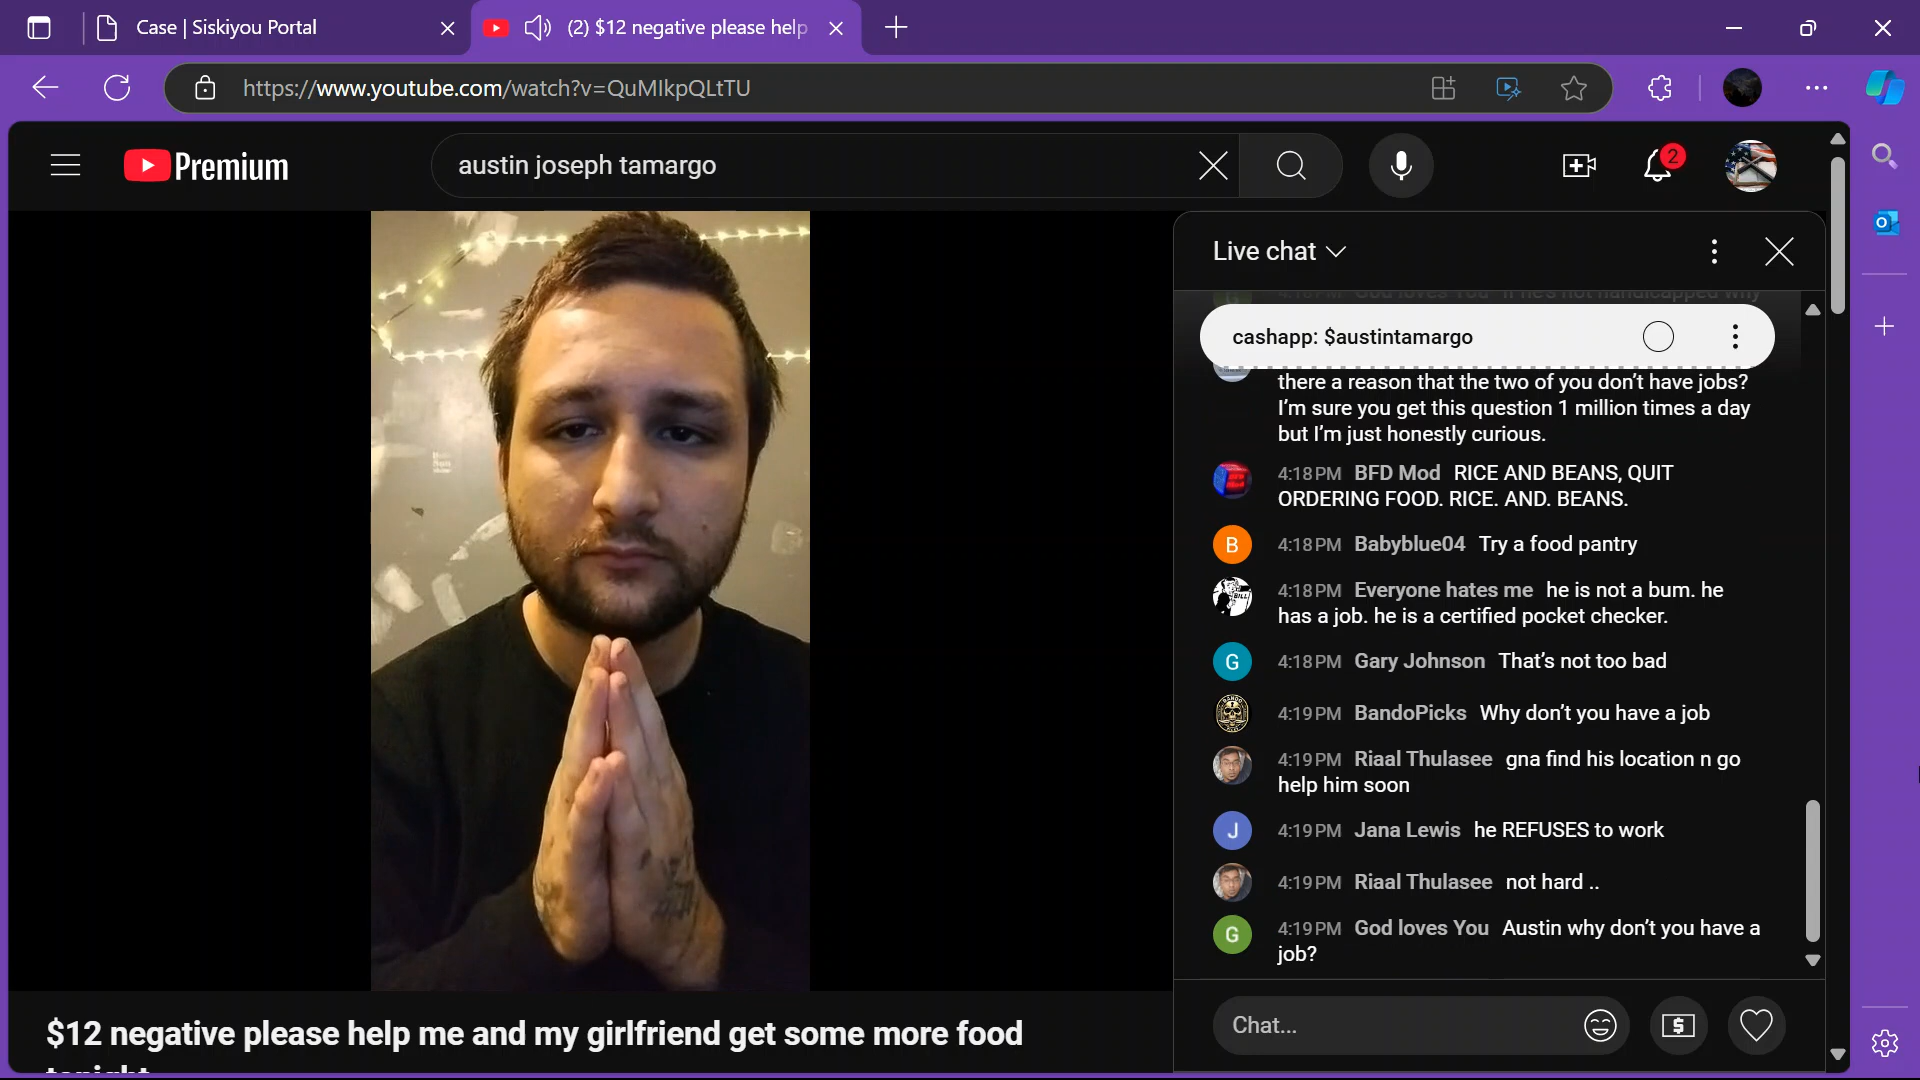 Case | Siskiyou Portal
(2) $12 negative please help
https://www.youtube.com/watch?v=QuMIkpQLtTU
Premium
austin joseph tamargo
2
Live chat
cashapp: $austintamargo
there a reason that the two of you don't have jobs?
I'm sure you get this question 1 million times a day
but I'm just honestly curious.
4:18 PM BFD Mod RICE AND BEANS, QUIT
ORDERING FOOD. RICE. AND. BEANS.
B 4:18 PM Babyblue04 Try a food pantry
4:18 PM Everyone hates me he is not a bum. he
has a job. he is a certified pocket checker.
G 4:18 PM Gary Johnson That's not too bad
4:19 PM BandoPicks Why don't you have a job
4:19 PM Riaal Thulasee gna find his location n go
help him soon
J 4:19 PM Jana Lewis he REFUSES to work
4:19 PM Riaal Thulasee not hard ..
G 4:19 PM God loves You Austin why don't you have a
job?
Chat...
$12 negative please help me and my girlfriend get some more food